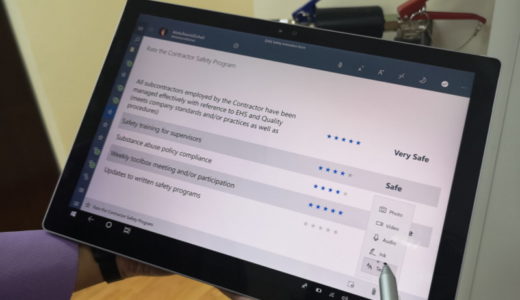 Rate the Contractor Safety Program
All subcontractors employed by the Contractor have been
managed effectively with reference to EHS and Quality
(meets company standards and/or practices as well as
procedures)
Very Safe
Safety training for supervisors
Safe
Substance abuse policy compliance
Weekly toolbox meeting and/or participation
Updates to written safety programs
Photo
Video
Audio
Ink
Rate the Contractor Safety Program